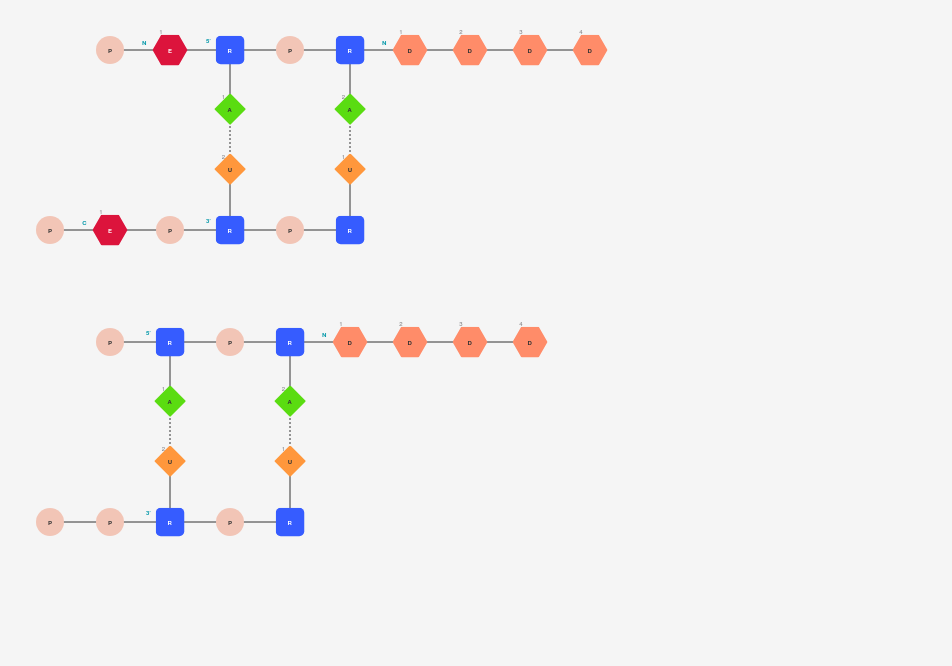 N 1 5' N 1 2 3 4
P E R P R D D D D
1 2
A A
2 1
U U
C 1 3'
P E P R P R
5' N 1 2 3 4
P R P R D D D D
1 2
A A
2 1
U U
3'
P P R P R